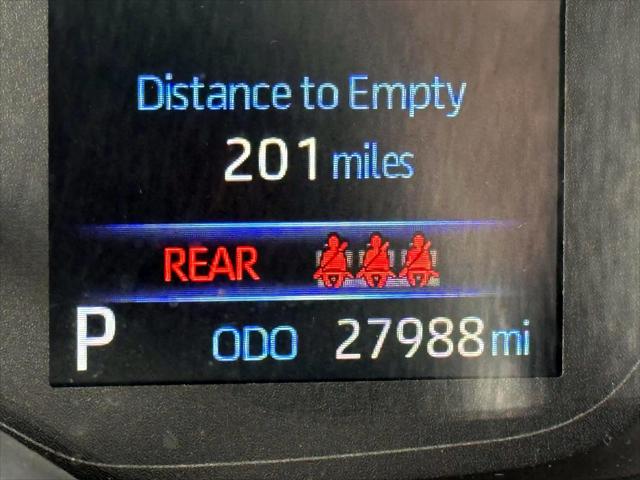 Distance to Empty
201 miles
REAR
P ODO 27988 mi